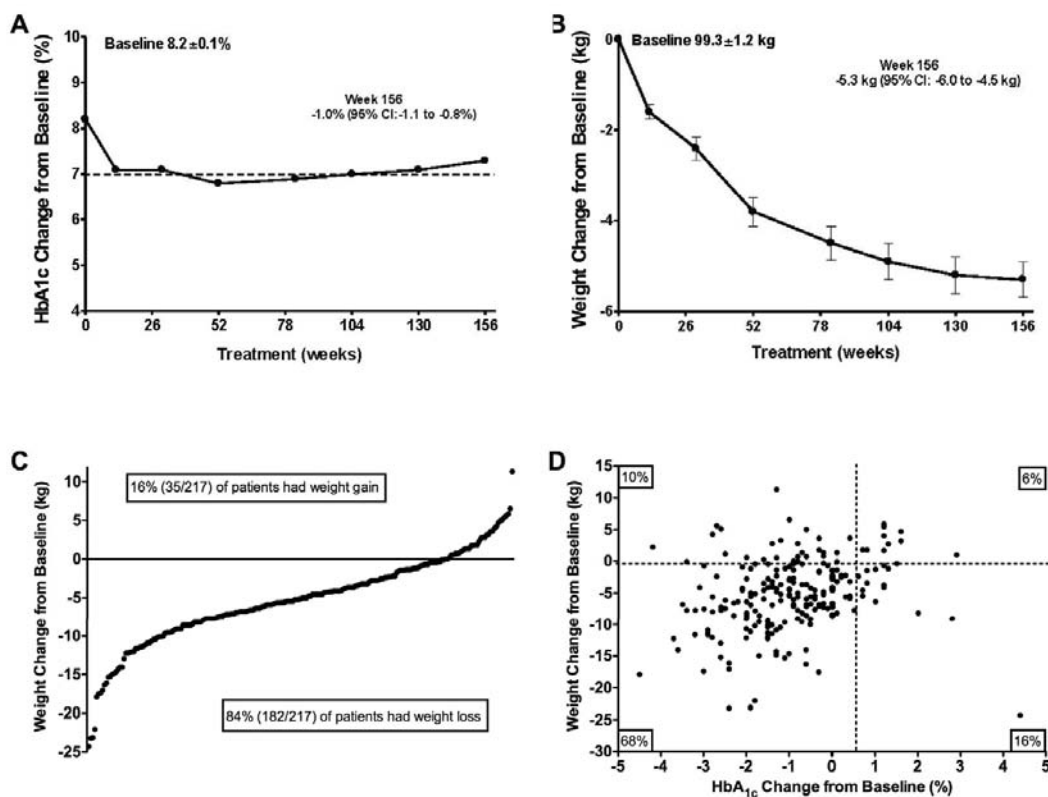 A
B
HbA1c Change from Baseline (%)
10
9
8
7
6
5
4
Baseline 8.2±0.1%
Week 156
-1.0% (95% CI:-1.1 to -0.8%)
0 26 52 78 104 130 156
Treatment (weeks)
Weight Change from Baseline (kg)
0
-2
-4
-6
Baseline 99.3±1.2 kg
Week 156
-5.3 kg (95% CI: -6.0 to -4.5 kg)
0 26 52 78 104 130 156
Treatment (weeks)
C
Weight Change from Baseline (kg)
10
5
0
-5
-10
-15
-20
-25
16% (35/217) of patients had weight gain
84% (182/217) of patients had weight loss
D
Weight Change from Baseline (kg)
15
10
5
0
-5
-10
-15
-20
-25
-30
10%
6%
68%
16%
-5 -4 -3 -2 -1 0 1 2 3 4 5
HbA1c Change from Baseline (%)